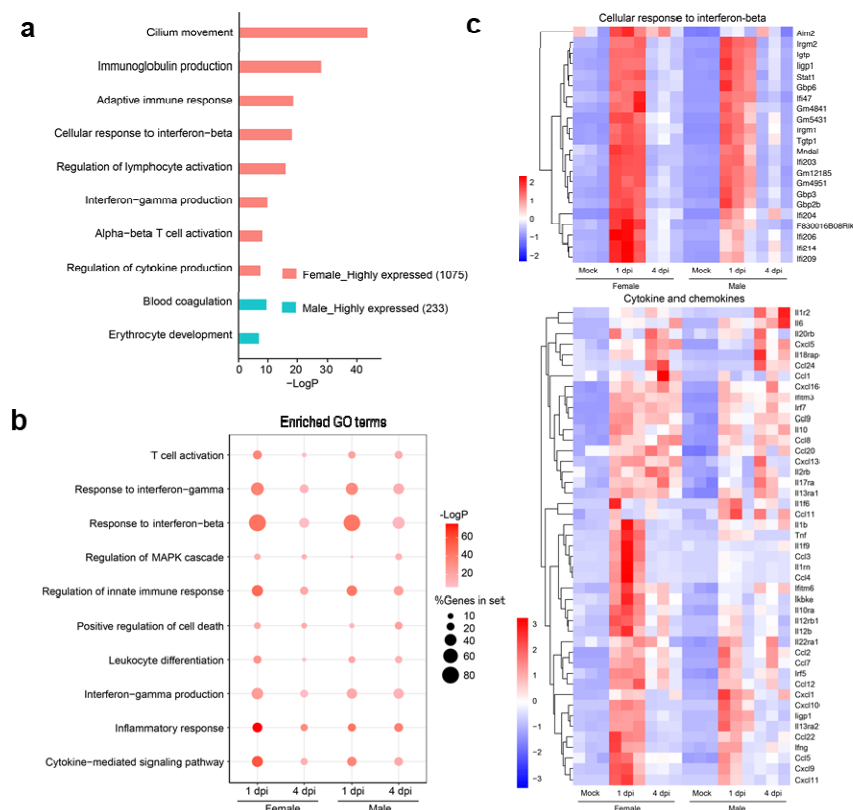 a
Cilium movement
Immunoglobulin production
Adaptive immune response
Cellular response to interferon-beta
Regulation of lymphocyte activation
Interferon-gamma production
Alpha-beta T cell activation
Regulation of cytokine production
Blood coagulation
Erythrocyte development
Female_Highly expressed (1075)
Male_Highly expressed (233)
0 10 20 30 40
−LogP
b
Enriched GO terms
T cell activation
Response to interferon-gamma
Response to interferon-beta
Regulation of MAPK cascade
Regulation of innate immune response
Positive regulation of cell death
Leukocyte differentiation
Interferon-gamma production
Inflammatory response
Cytokine-mediated signaling pathway
1 dpi 4 dpi 1 dpi 4 dpi
Female Male
-LogP
60
40
20
%Genes in set
10
20
40
60
80
c
Cellular response to interferon-beta
Aim2
Irgm2
Igtp
Iigp1
Stat1
Gbp6
Ifi47
Gm4841
Gm5431
Irgm1
Tgtp1
Mndal
Ifi203
Gm12185
Gm4951
Gbp3
Gbp2b
Ifi204
F830016B08Rik
Ifi206
Ifi214
Ifi209
2
1
0
-1
-2
Mock 1 dpi 4 dpi Mock 1 dpi 4 dpi
Female Male
Cytokine and chemokines
Il1r2
Il6
Il20rb
Cxcl5
Il18rap
Ccl24
Ccl1
Cxcl16
Ifitm3
Irf7
Ccl9
Il10
Ccl8
Ccl20
Cxcl13
Il2rb
Il17ra
Il13ra1
Il1f6
Ccl11
Il1b
Tnf
Il1f9
Ccl3
Il1rn
Ccl4
Ifitm6
Ikbke
Il10ra
Il12rb1
Il12b
Il22ra1
Ccl2
Ccl7
Irf5
Ccl12
Cxcl1
Cxcl10
Iigp1
Il13ra2
Ccl22
Ifng
Ccl5
Cxcl9
Cxcl11
3
2
1
0
-1
-2
-3
Mock 1 dpi 4 dpi Mock 1 dpi 4 dpi
Female Male